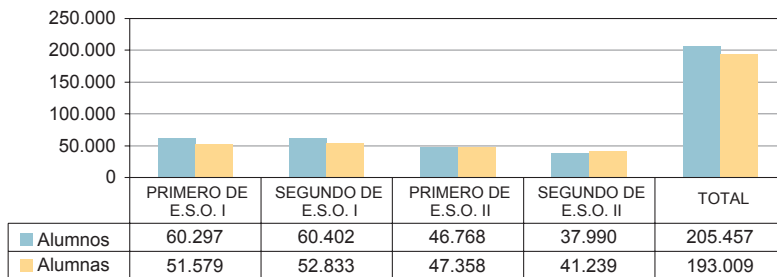 250.000
200.000
150.000
100.000
50.000
0
PRIMERO DE E.S.O. I SEGUNDO DE E.S.O. I PRIMERO DE E.S.O. II SEGUNDO DE E.S.O. II TOTAL
Alumnos 60.297 60.402 46.768 37.990 205.457
Alumnas 51.579 52.833 47.358 41.239 193.009